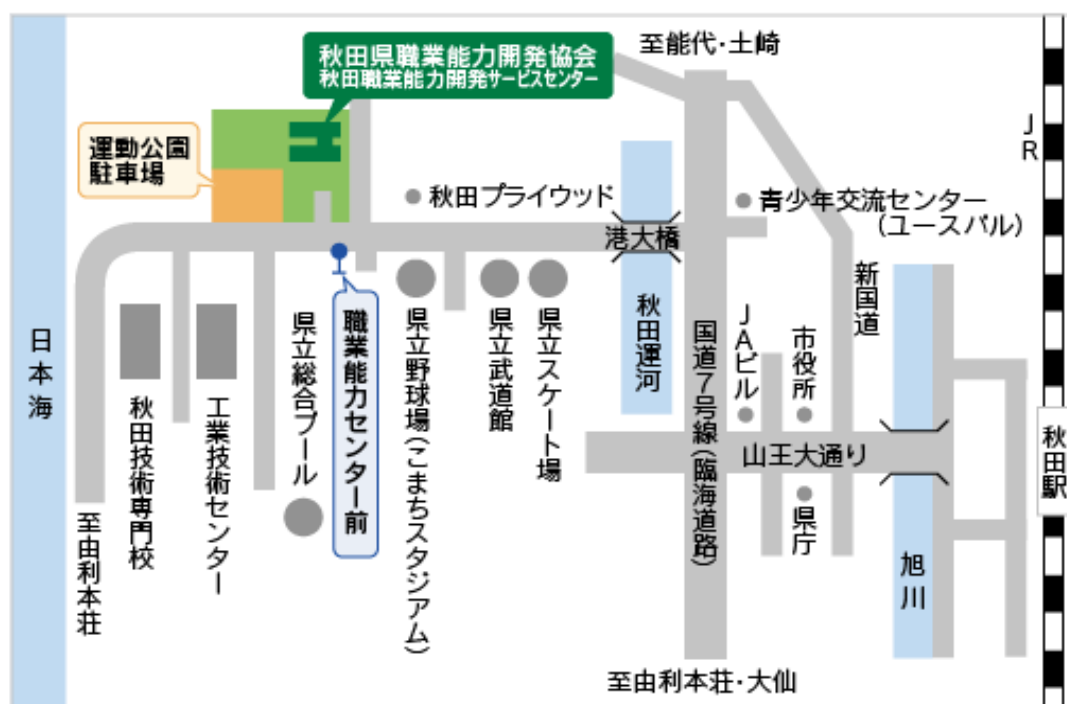 秋田県職業能力開発協会
秋田職業能力開発サービスセンター
至能代・土崎
運動公園
駐車場
JR
秋田プライウッド
青少年交流センター
(ユースパル)
港大橋
新国道
日本海
秋田技術専門校
工業技術センター
県立総合プール
職業能力センター前
県立野球場(こまちスタジアム)
県立武道館
県立スケート場
秋田運河
国道7号線(臨海道路)
JAビル
市役所
山王大通り
県庁
旭川
秋田駅
至由利本荘
至由利本荘・大仙